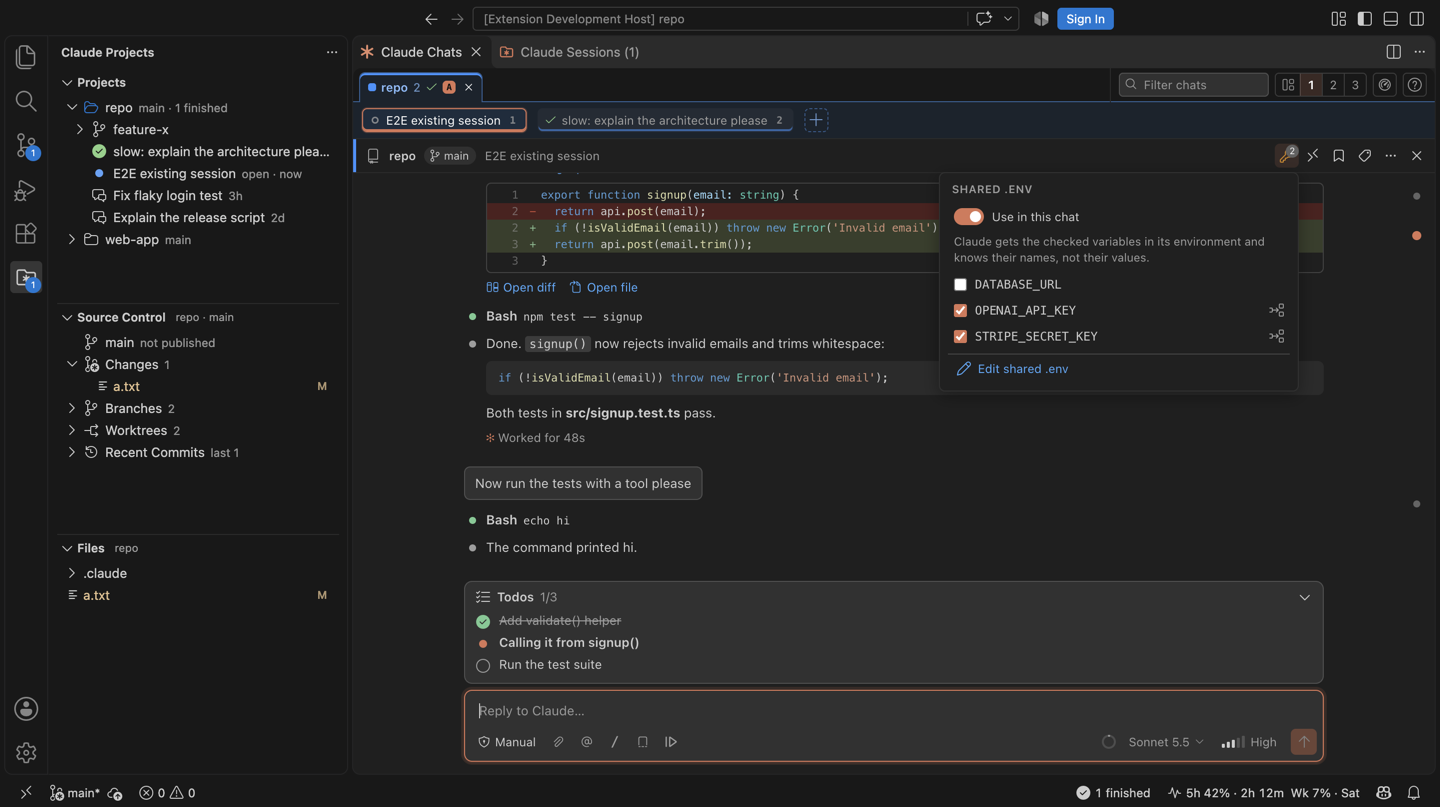 [Extension Development Host] repo
Sign In
Claude Projects
Projects
repo main · 1 finished
feature-x
slow: explain the architecture plea...
E2E existing session open · now
Fix flaky login test 3h
Explain the release script 2d
web-app main
1
1
Source Control repo · main
main not published
Changes 1
a.txt M
Branches 2
Worktrees 2
Recent Commits last 1
Files repo
.claude
a.txt M
Claude Chats
Claude Sessions (1)
repo 2 A
Filter chats
1 2 3
E2E existing session 1
slow: explain the architecture please 2
repo main E2E existing session
2
1 export function signup(email: string) {
2 - return api.post(email);
2 + if (!isValidEmail(email)) throw new Error('Invalid email')
3 + return api.post(email.trim());
3 }
Open diff Open file
Bash npm test -- signup
Done. signup() now rejects invalid emails and trims whitespace:
if (!isValidEmail(email)) throw new Error('Invalid email');
Both tests in src/signup.test.ts pass.
Worked for 48s
SHARED .ENV
Use in this chat
Claude gets the checked variables in its environment and
knows their names, not their values.
DATABASE_URL
OPENAI_API_KEY
STRIPE_SECRET_KEY
Edit shared .env
Now run the tests with a tool please
Bash echo hi
The command printed hi.
Todos 1/3
Add validate() helper
Calling it from signup()
Run the test suite
Reply to Claude...
Manual @ /
Sonnet 5.5 High
main* 0 0
1 finished 5h 42% · 2h 12m Wk 7% · Sat